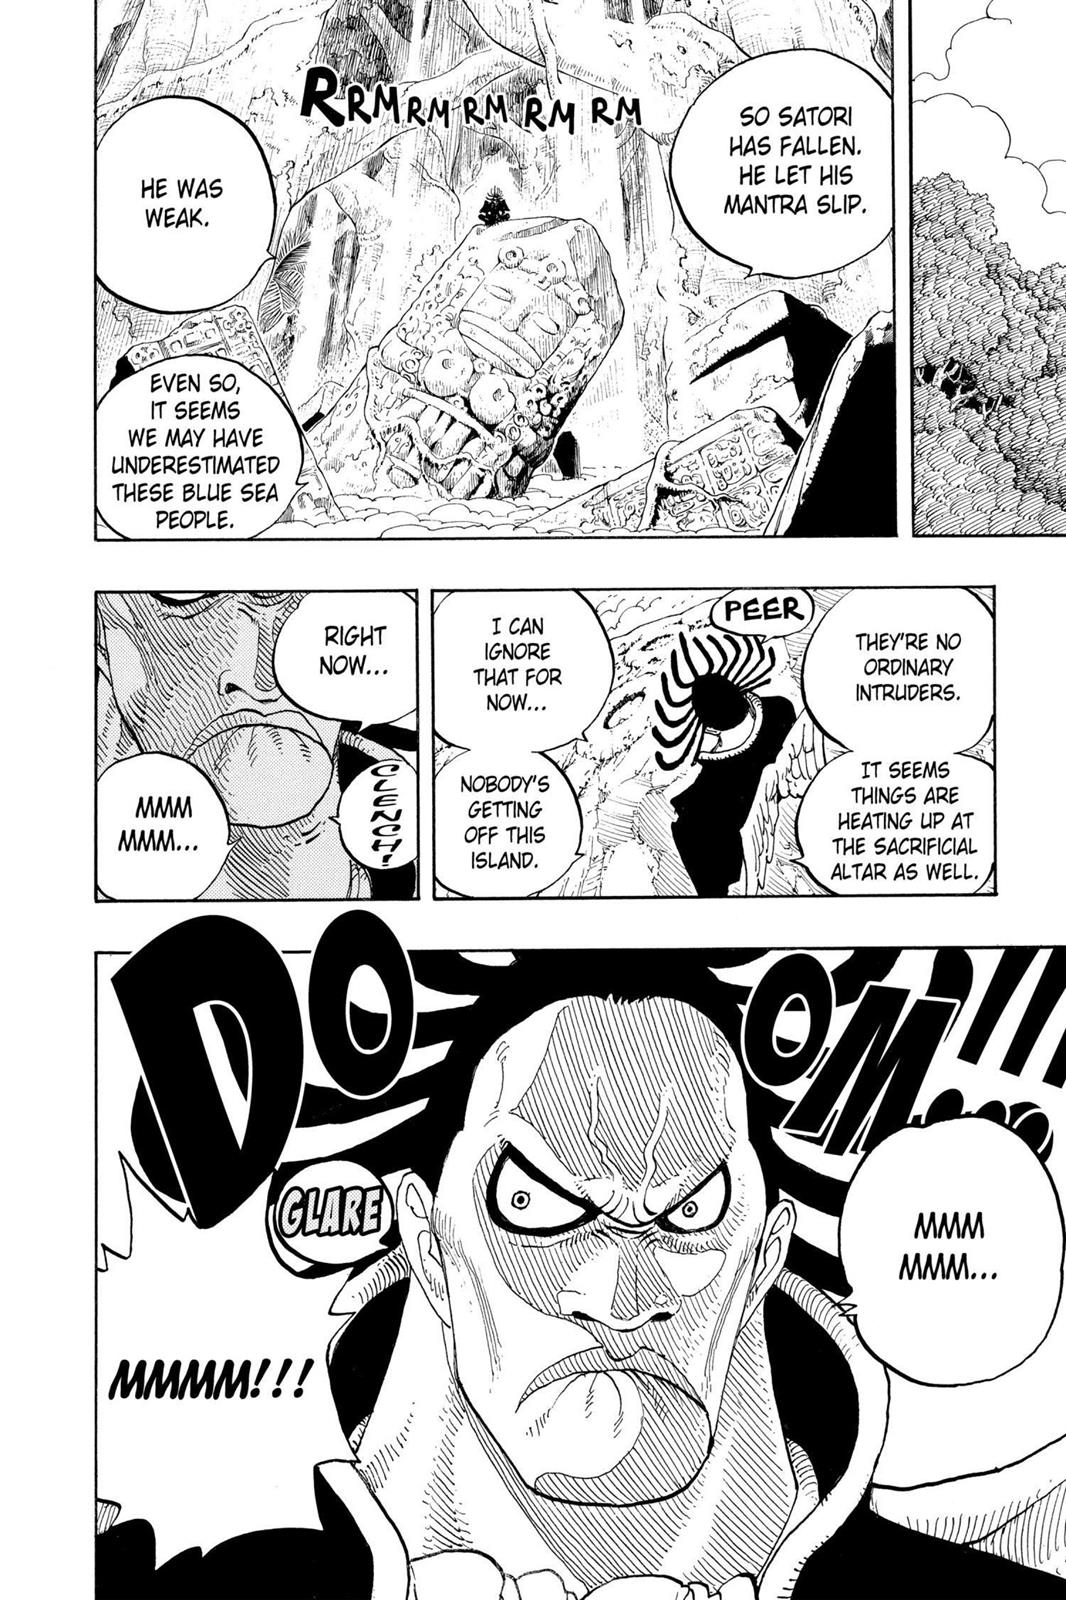 SO SATORI
HAS FALLEN.
HE LET HIS
MANTRA SLIP.
RRMRMRMRMRM
HE WAS
WEAK.
EVEN SO,
IT SEEMS
WE MAY HAVE
UNDERESTIMATED
THESE BLUE SEA
PEOPLE.
THEY'RE NO
ORDINARY
INTRUDERS.
PEER
IT SEEMS
THINGS ARE
HEATING UP AT
THE SACRIFICIAL
ALTAR AS WELL.
I CAN
IGNORE
THAT FOR
NOW...
NOBODY'S
GETTING
OFF THIS
ISLAND.
RIGHT
NOW...
CLENCH!
MMM
MMM...
DOOM...!!!
MMM
MMM...
GLARE
MMMM!!!